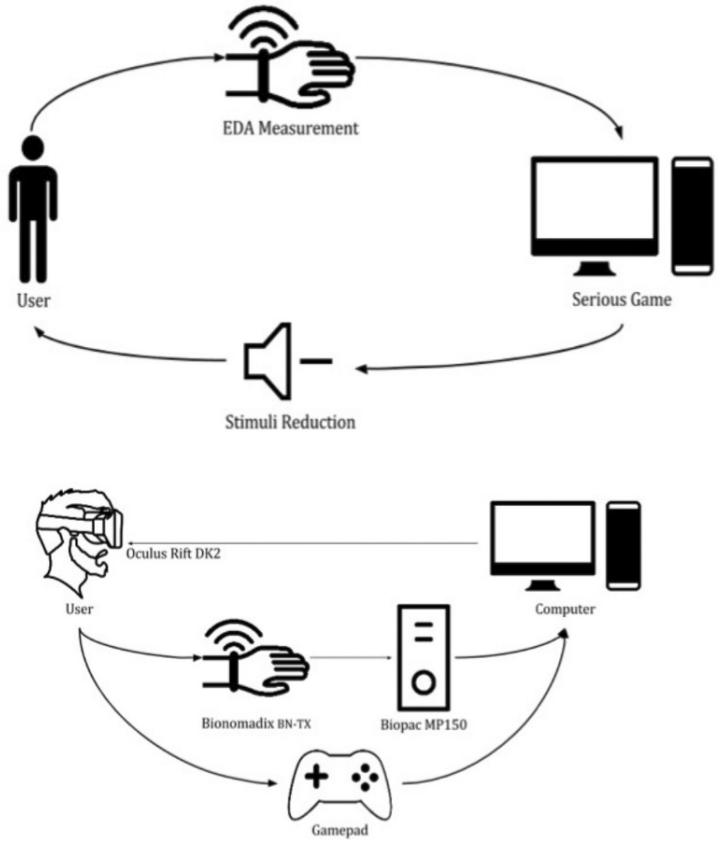 EDA Measurement
User
Serious Game
Stimuli Reduction
Oculus Rift DK2
User
Computer
Bionomadix BN-TX
Biopac MP150
Gamepad